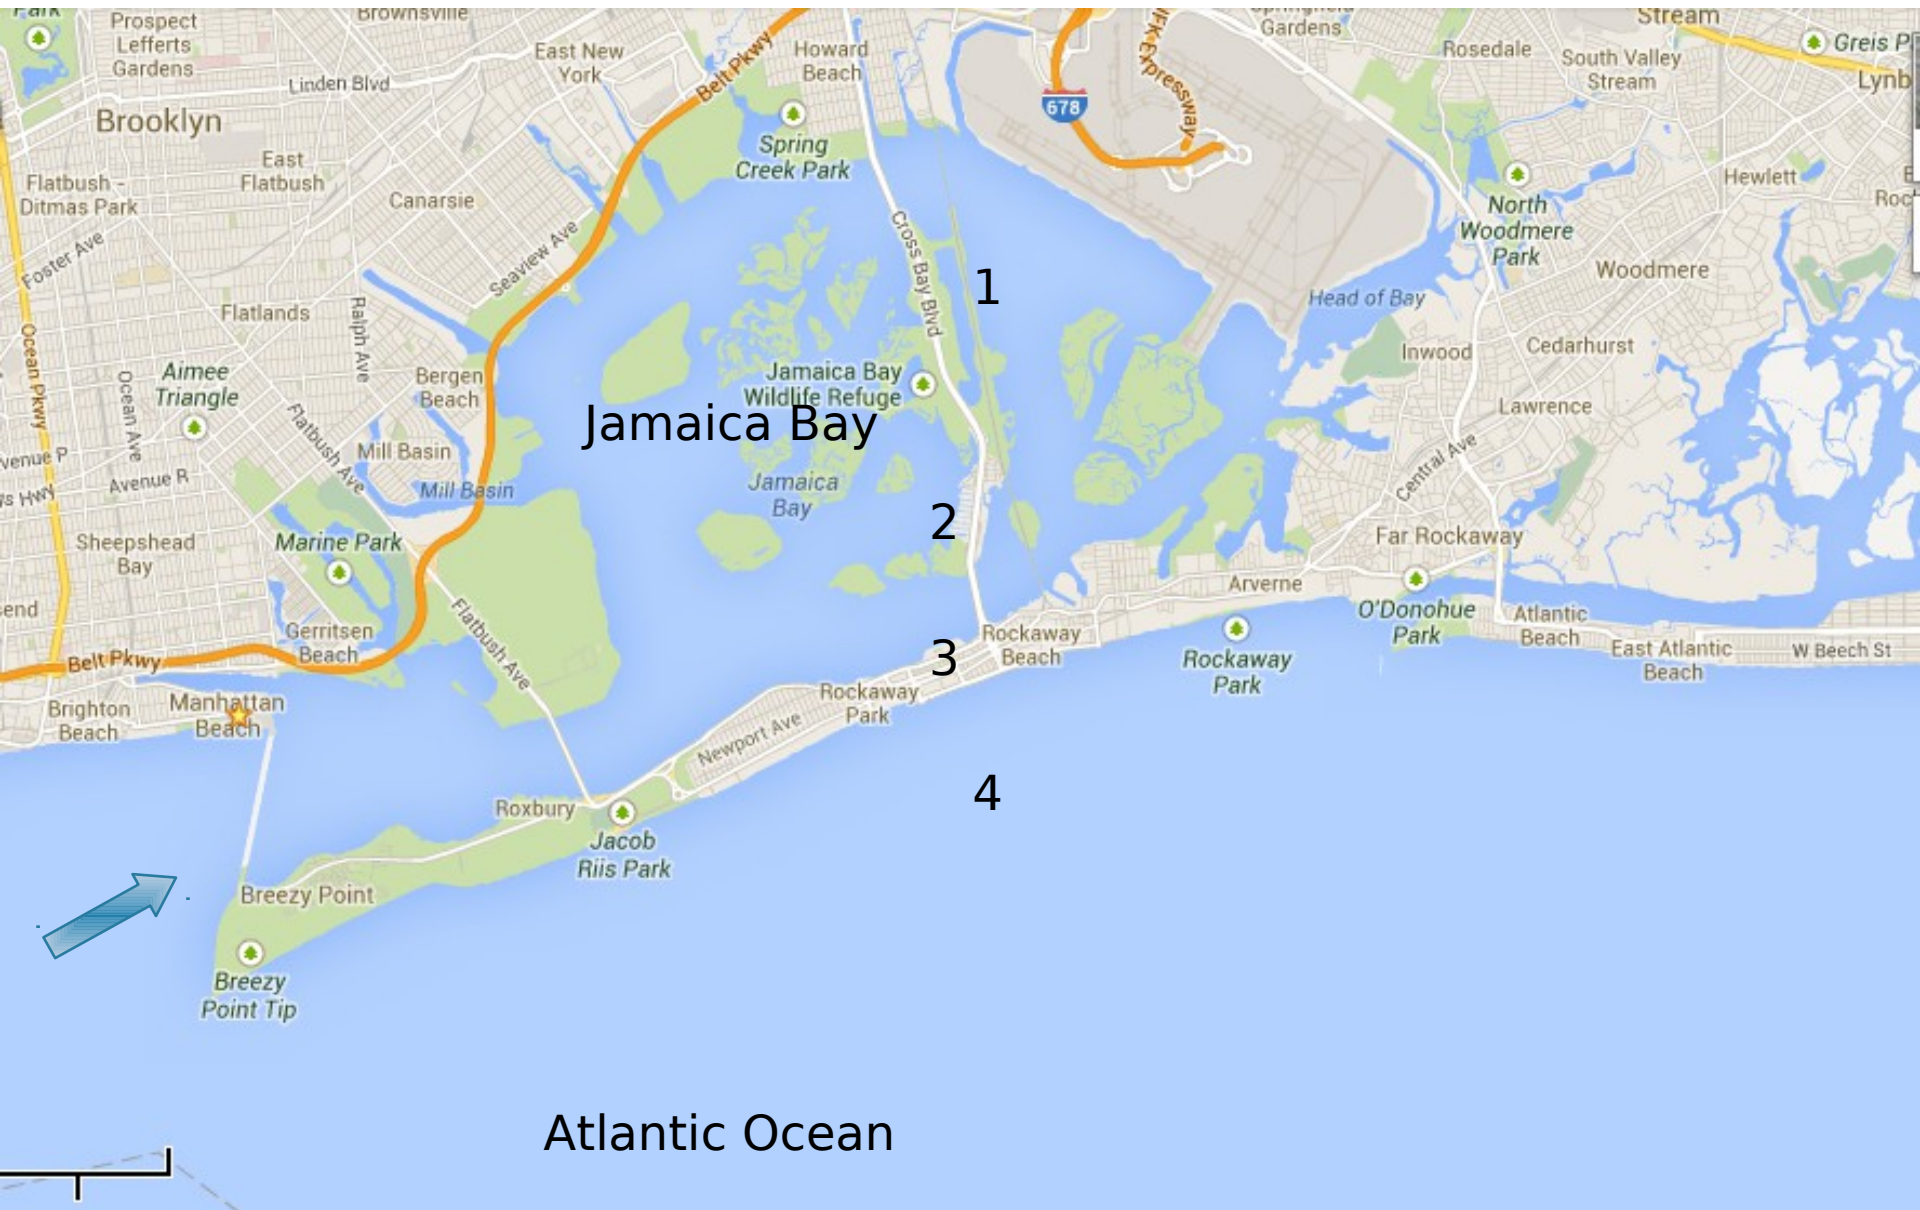 Park
Prospect
Lefferts
Gardens
Brownsville
Linden Blvd
East New
York
Belt Pkwy
Howard
Beach
JFK Expressway
678
Springfield
Gardens
Rosedale
Stream
South Valley
Stream
Greis P
Lynb
Brooklyn
East
Flatbush
Flatbush -
Ditmas Park
Canarsie
Spring
Creek Park
Hewlett
North
Woodmere
Park
Woodmere
Foster Ave
Seaview Ave
Cross Bay Blvd
1
Head of Bay
Flatlands
Ralph Ave
Ocean Pkwy
Ocean Ave
Aimee
Triangle
Bergen
Beach
Jamaica Bay
Wildlife Refuge
Jamaica Bay
Inwood
Cedarhurst
Lawrence
Central Ave
Flatbush Ave
Mill Basin
Mill Basin
Avenue R
venue P
ys Hwy
Jamaica
Bay
2
Sheepshead
Bay
Marine Park
Far Rockaway
Arverne
O'Donohue
Park
Atlantic
Beach
East Atlantic
Beach
W Beech St
send
Gerritsen
Beach
Belt Pkwy
Flatbush Ave
3
Rockaway
Beach
Rockaway
Park
Rockaway
Park
Newport Ave
Brighton
Beach
Manhattan
Beach
4
Roxbury
Jacob
Riis Park
Breezy Point
Breezy
Point Tip
Atlantic Ocean